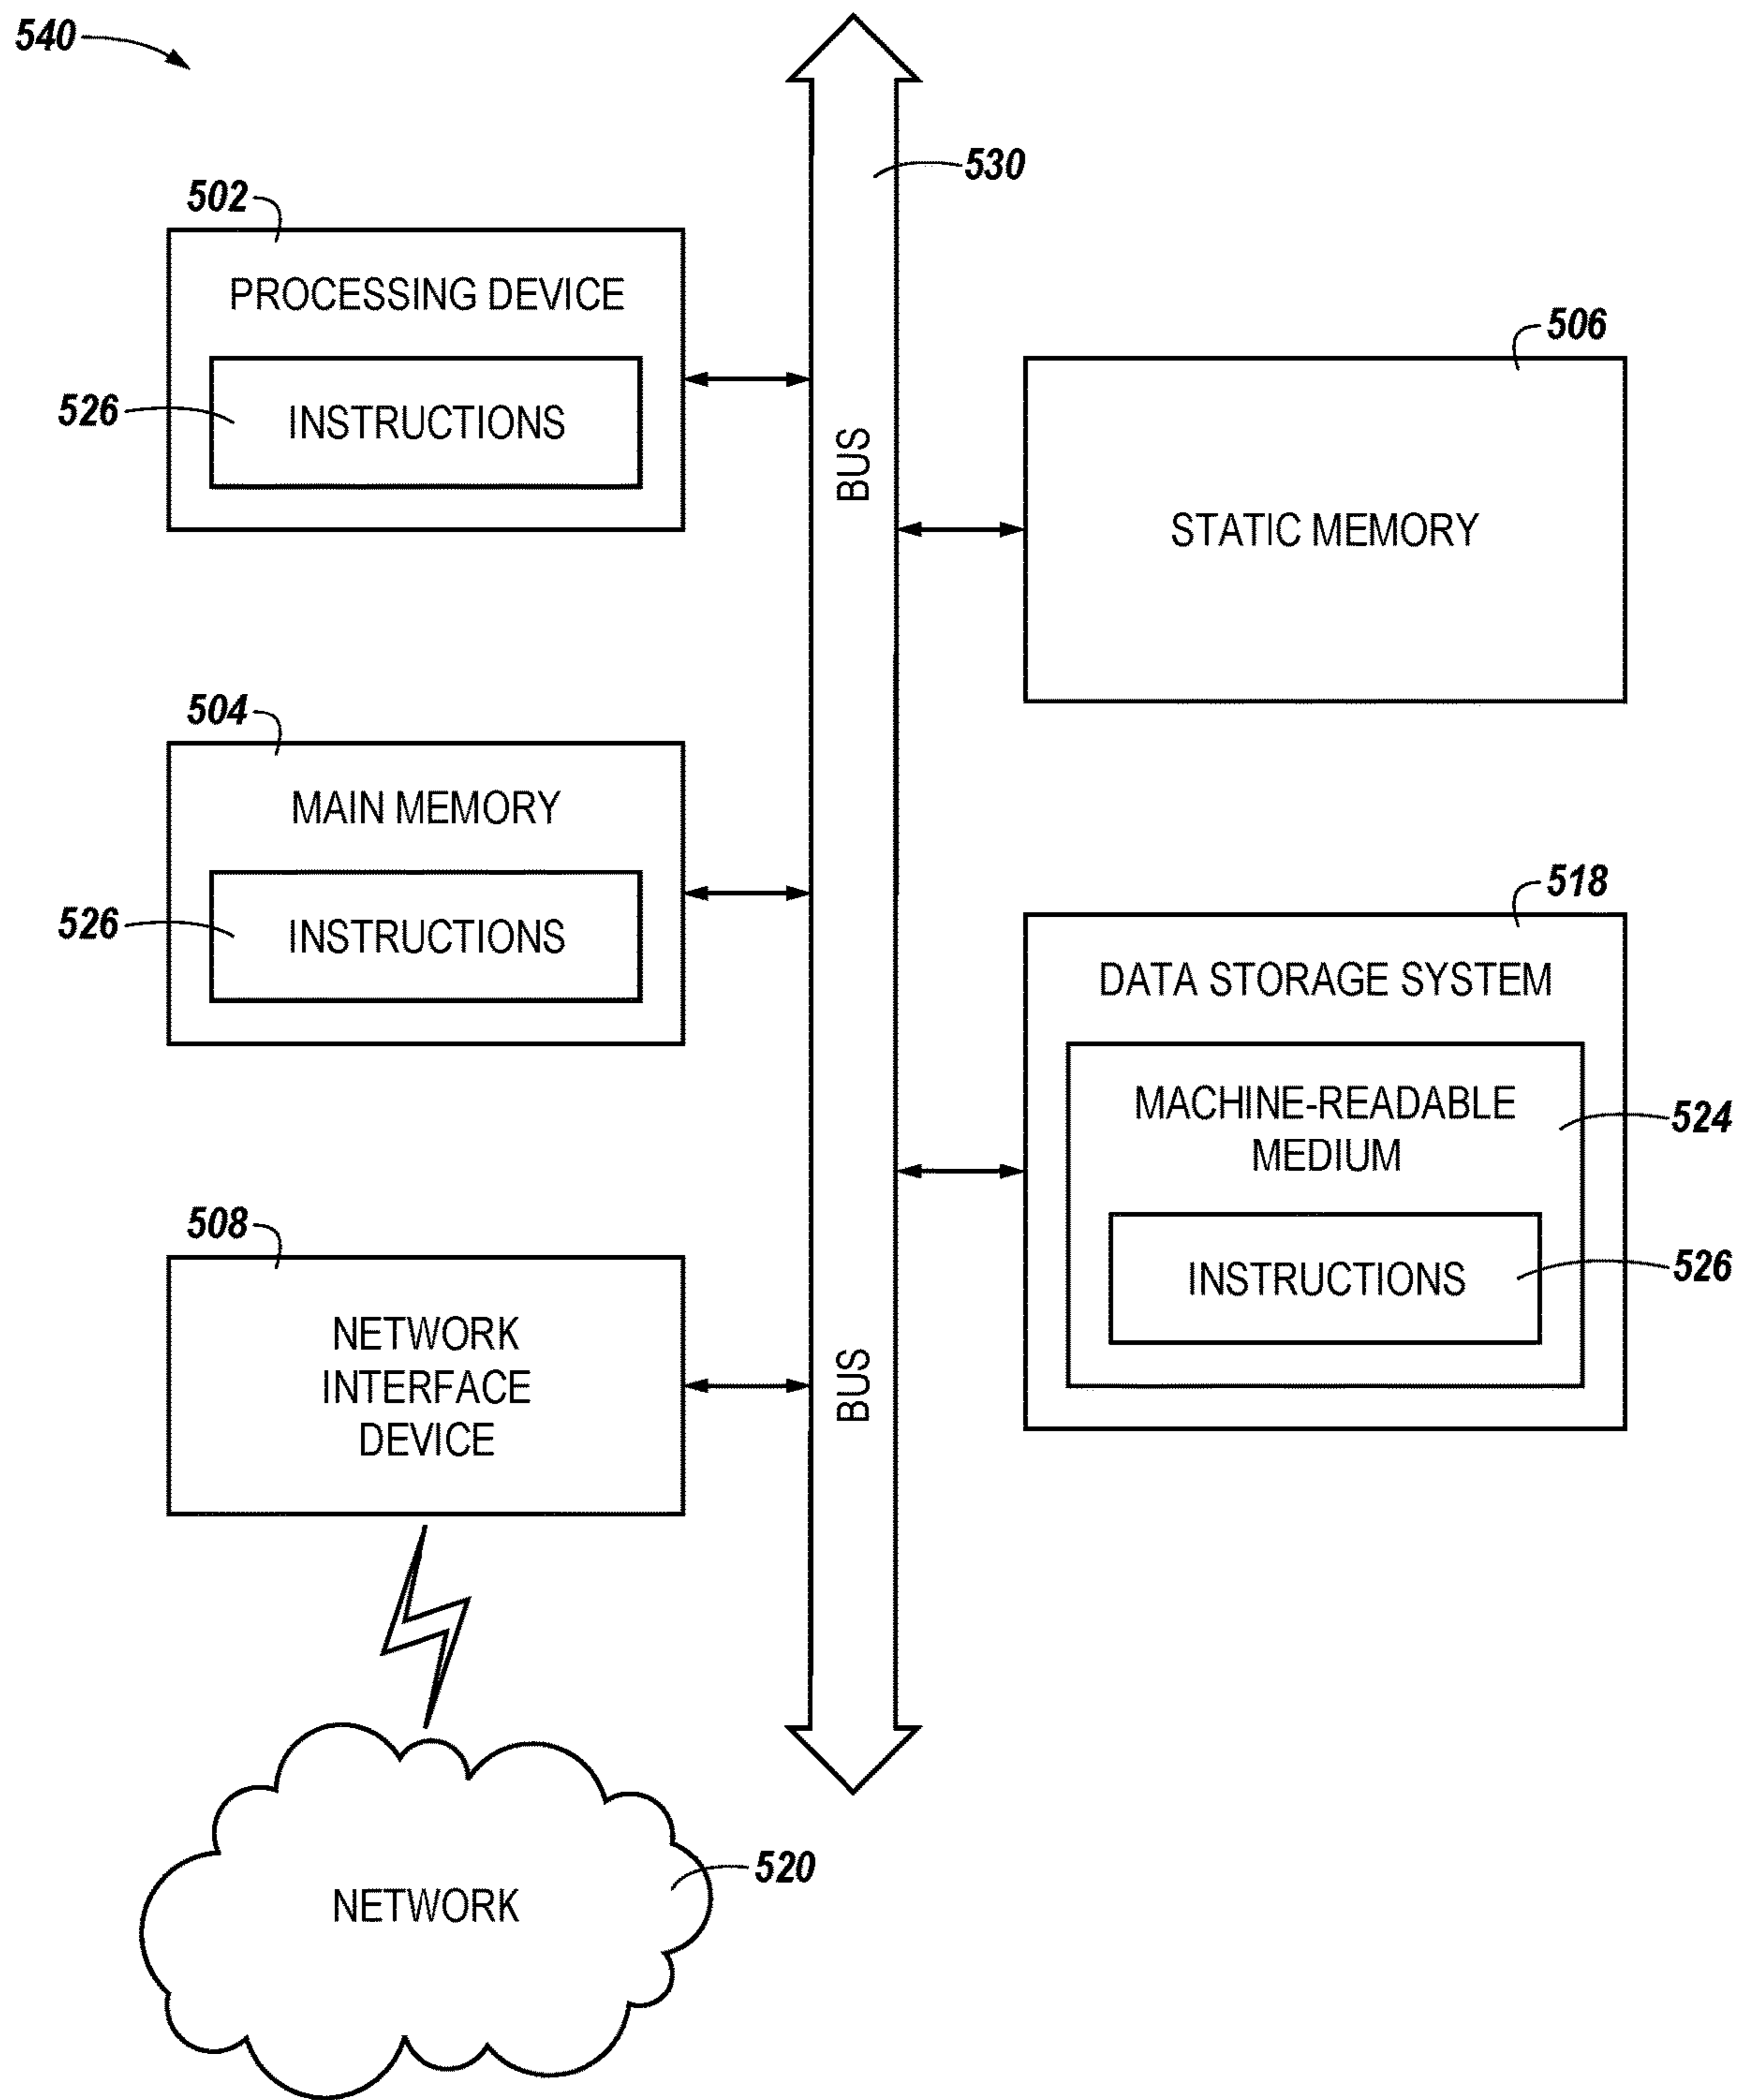 540
530
502
PROCESSING DEVICE
526
INSTRUCTIONS
BUS
506
STATIC MEMORY
504
MAIN MEMORY
526
INSTRUCTIONS
518
DATA STORAGE SYSTEM
MACHINE-READABLE
MEDIUM
524
INSTRUCTIONS
526
508
NETWORK
INTERFACE
DEVICE
BUS
520
NETWORK